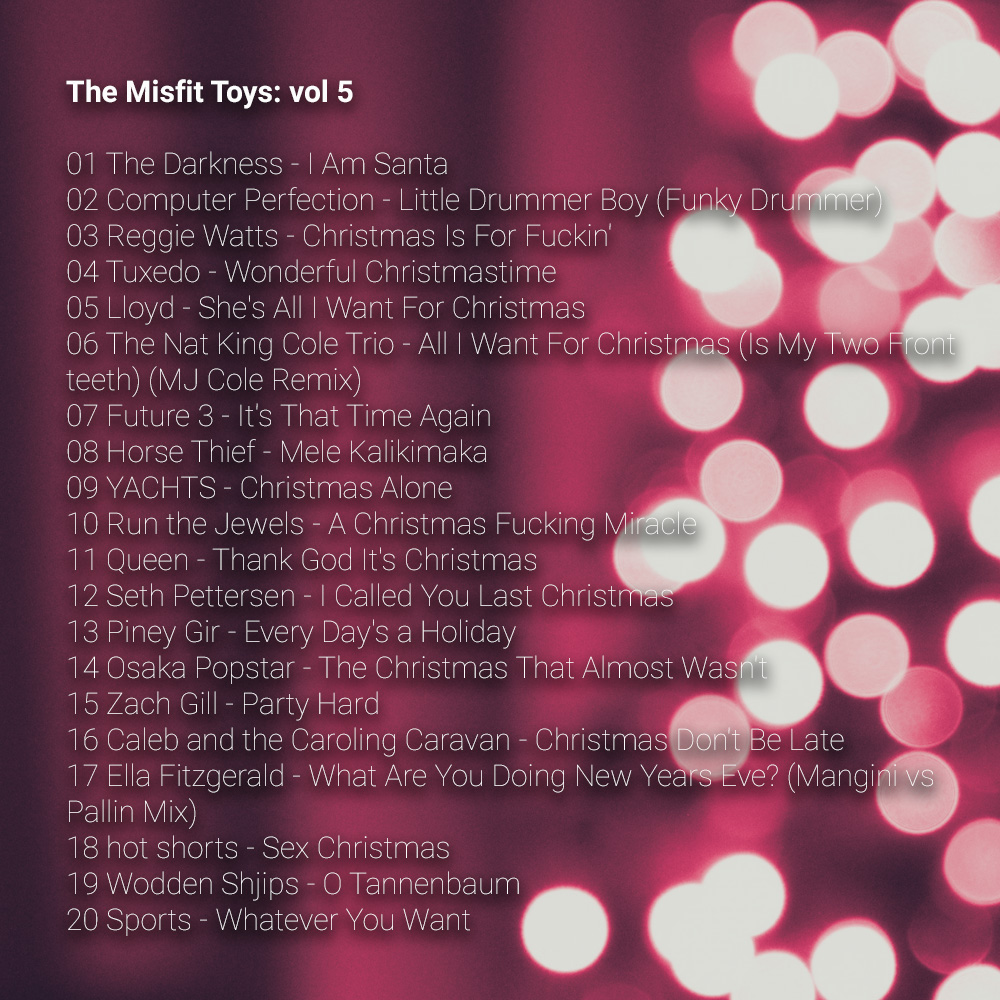 The Misfit Toys: vol 5
01 The Darkness - I Am Santa
02 Computer Perfection - Little Drummer Boy (Funky Drummer)
03 Reggie Watts - Christmas Is For Fuckin'
04 Tuxedo - Wonderful Christmastime
05 Lloyd - She's All I Want For Christmas
06 The Nat King Cole Trio - All I Want For Christmas (Is My Two Front
teeth) (MJ Cole Remix)
07 Future 3 - It's That Time Again
08 Horse Thief - Mele Kalikimaka
09 YACHTS - Christmas Alone
10 Run the Jewels - A Christmas Fucking Miracle
11 Queen - Thank God It's Christmas
12 Seth Pettersen - I Called You Last Christmas
13 Piney Gir - Every Day's a Holiday
14 Osaka Popstar - The Christmas That Almost Wasn't
15 Zach Gill - Party Hard
16 Caleb and the Caroling Caravan - Christmas Don't Be Late
17 Ella Fitzgerald - What Are You Doing New Years Eve? (Mangini vs
Pallin Mix)
18 hot shorts - Sex Christmas
19 Wodden Shjips - O Tannenbaum
20 Sports - Whatever You Want